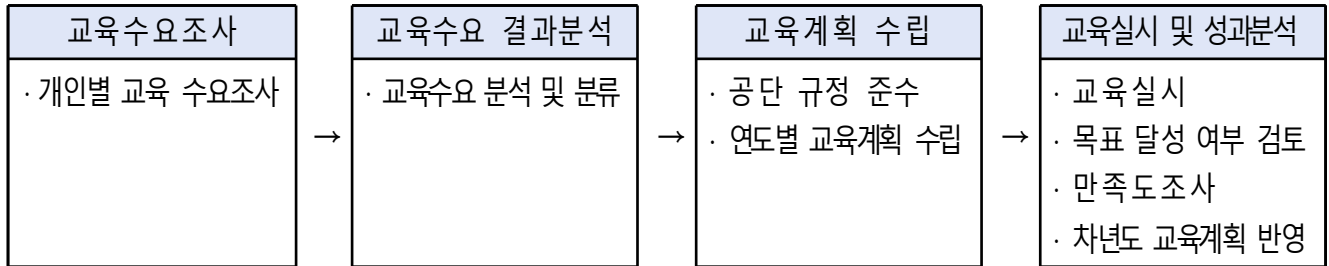 교육수요조사
· 개인별 교육 수요조사
→
교육수요 결과분석
· 교육수요 분석 및 분류
→
교육계획 수립
· 공단 규정 준수
· 연도별 교육계획 수립
→
교육실시 및 성과분석
· 교육실시
· 목표 달성 여부 검토
· 만족도조사
· 차년도 교육계획 반영